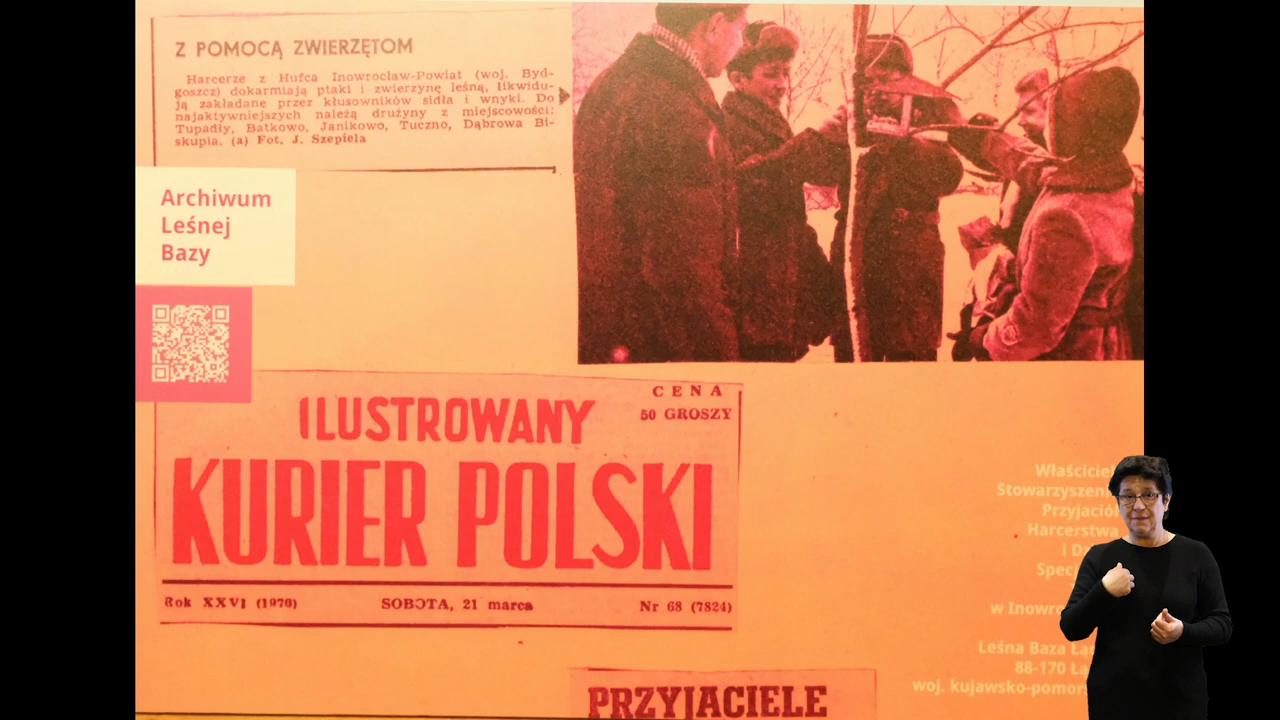 Z POMOCĄ ZWIERZĘTOM
Harcerze z Hufca Inowrocław-Powiat (woj. Byd-
goszcz) dokarmiają ptaki i zwierzynę leśną, likwidu-
ją zakładane przez kłusowników sidła i wnyki. Do
najaktywniejszych należą drużyny z miejscowości:
Tupadły, Batkowo, Janikowo, Tuczno, Dąbrowa Bi-
skupia. (a) Fot. J. Szepiela
Archiwum
Leśnej
Bazy
CENA
50 GROSZY
ILUSTROWANY
KURIER POLSKI
Rok XXVI (1970) SOBOTA, 21 marca Nr 68 (7824)
PRZYJACIELE
Właściciel
Przyjaciół
Harcerstwa
i
w
Leśna Baza
88-170
woj.